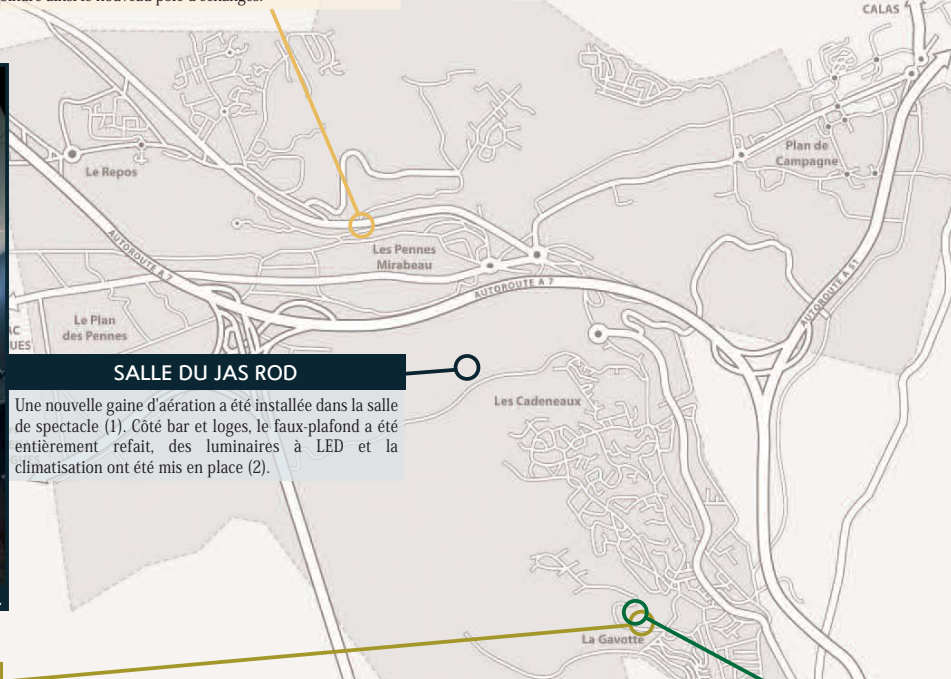 CALAS
Plan de
Campagne
Le Repos
Les Pennes
Mirabeau
AUTOROUTE A 7
AUTOROUTE A 7
AUTOROUTE A 51
Le Plan
des Pennes
SALLE DU JAS ROD
Une nouvelle gaine d'aération a été installée dans la salle
de spectacle (1). Côté bar et loges, le faux-plafond a été
entièrement refait, des luminaires à LED et la
climatisation ont été mis en place (2).
Les Cadeneaux
La Gavotte